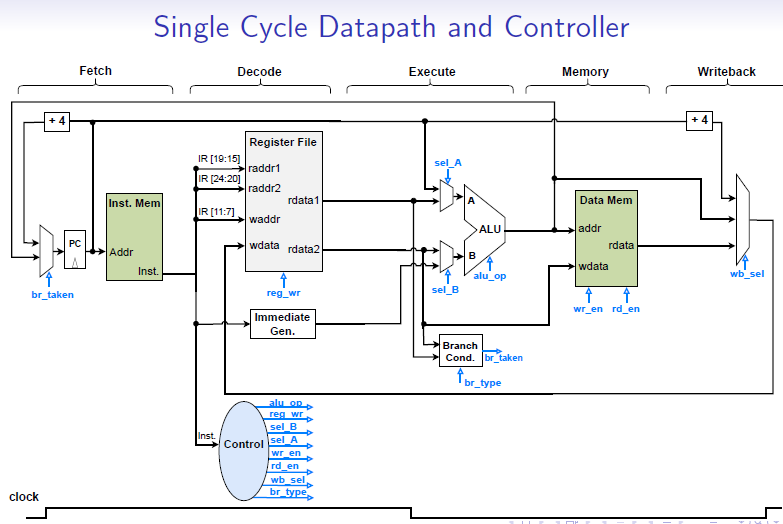 Single Cycle Datapath and Controller
Fetch
Decode
Execute
Memory
Writeback
+ 4
+ 4
Register File
IR [19:15]
raddr1
IR [24:20]
raddr2
rdata1
IR [11:7]
waddr
wdata
rdata2
reg_wr
Inst. Mem
Addr
Inst.
PC
br_taken
sel_A
A
ALU
B
sel_B
alu_op
Data Mem
addr
rdata
wdata
wr_en
rd_en
wb_sel
Immediate
Gen.
Branch
Cond.
br_taken
br_type
Inst.
Control
alu_op
reg_wr
sel_B
sel_A
wr_en
rd_en
wb_sel
br_type
clock